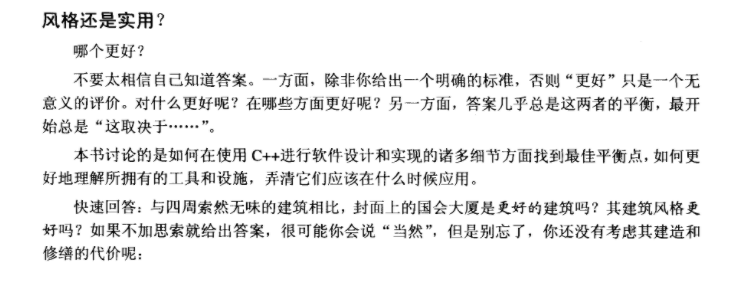 风格还是实用？
哪个更好？
不要太相信自己知道答案。一方面，除非你给出一个明确的标准，否则“更好”只是一个无
意义的评价。对什么更好呢？在哪些方面更好呢？另一方面，答案几乎总是这两者的平衡，最开
始总是“这取决于……”。
本书讨论的是如何在使用 C++进行软件设计和实现的诸多细节方面找到最佳平衡点，如何更
好地理解所拥有的工具和设施，弄清它们应该在什么时候应用。
快速回答：与四周索然无味的建筑相比，封面上的国会大厦是更好的建筑吗？其建筑风格更
好吗？如果不加思索就给出答案，很可能你会说“当然”，但是别忘了，你还没有考虑其建造和
修缮的代价呢：